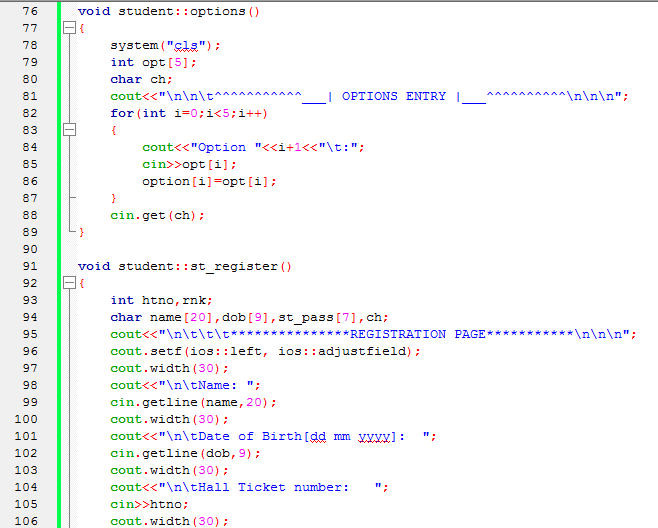 76 void student::options()
77 {
78 system("cls");
79 int opt[5];
80 char ch;
81 cout<<"\n\n\t^^^^^^^^^^^___| OPTIONS ENTRY |___^^^^^^^^^^\n\n\n";
82 for(int i=0;i<5;i++)
83 {
84 cout<<"Option "<<i+1<<"\t:";
85 cin>>opt[i];
86 option[i]=opt[i];
87 }
88 cin.get(ch);
89 }
90
91 void student::st_register()
92 {
93 int htno,rnk;
94 char name[20],dob[9],st_pass[7],ch;
95 cout<<"\n\t\t\t***************REGISTRATION PAGE***********\n\n\n";
96 cout.setf(ios::left, ios::adjustfield);
97 cout.width(30);
98 cout<<"\n\tName: ";
99 cin.getline(name,20);
100 cout.width(30);
101 cout<<"\n\tDate of Birth[dd mm yyyy]:  ";
102 cin.getline(dob,9);
103 cout.width(30);
104 cout<<"\n\tHall Ticket number:   ";
105 cin>>htno;
106 cout.width(30);